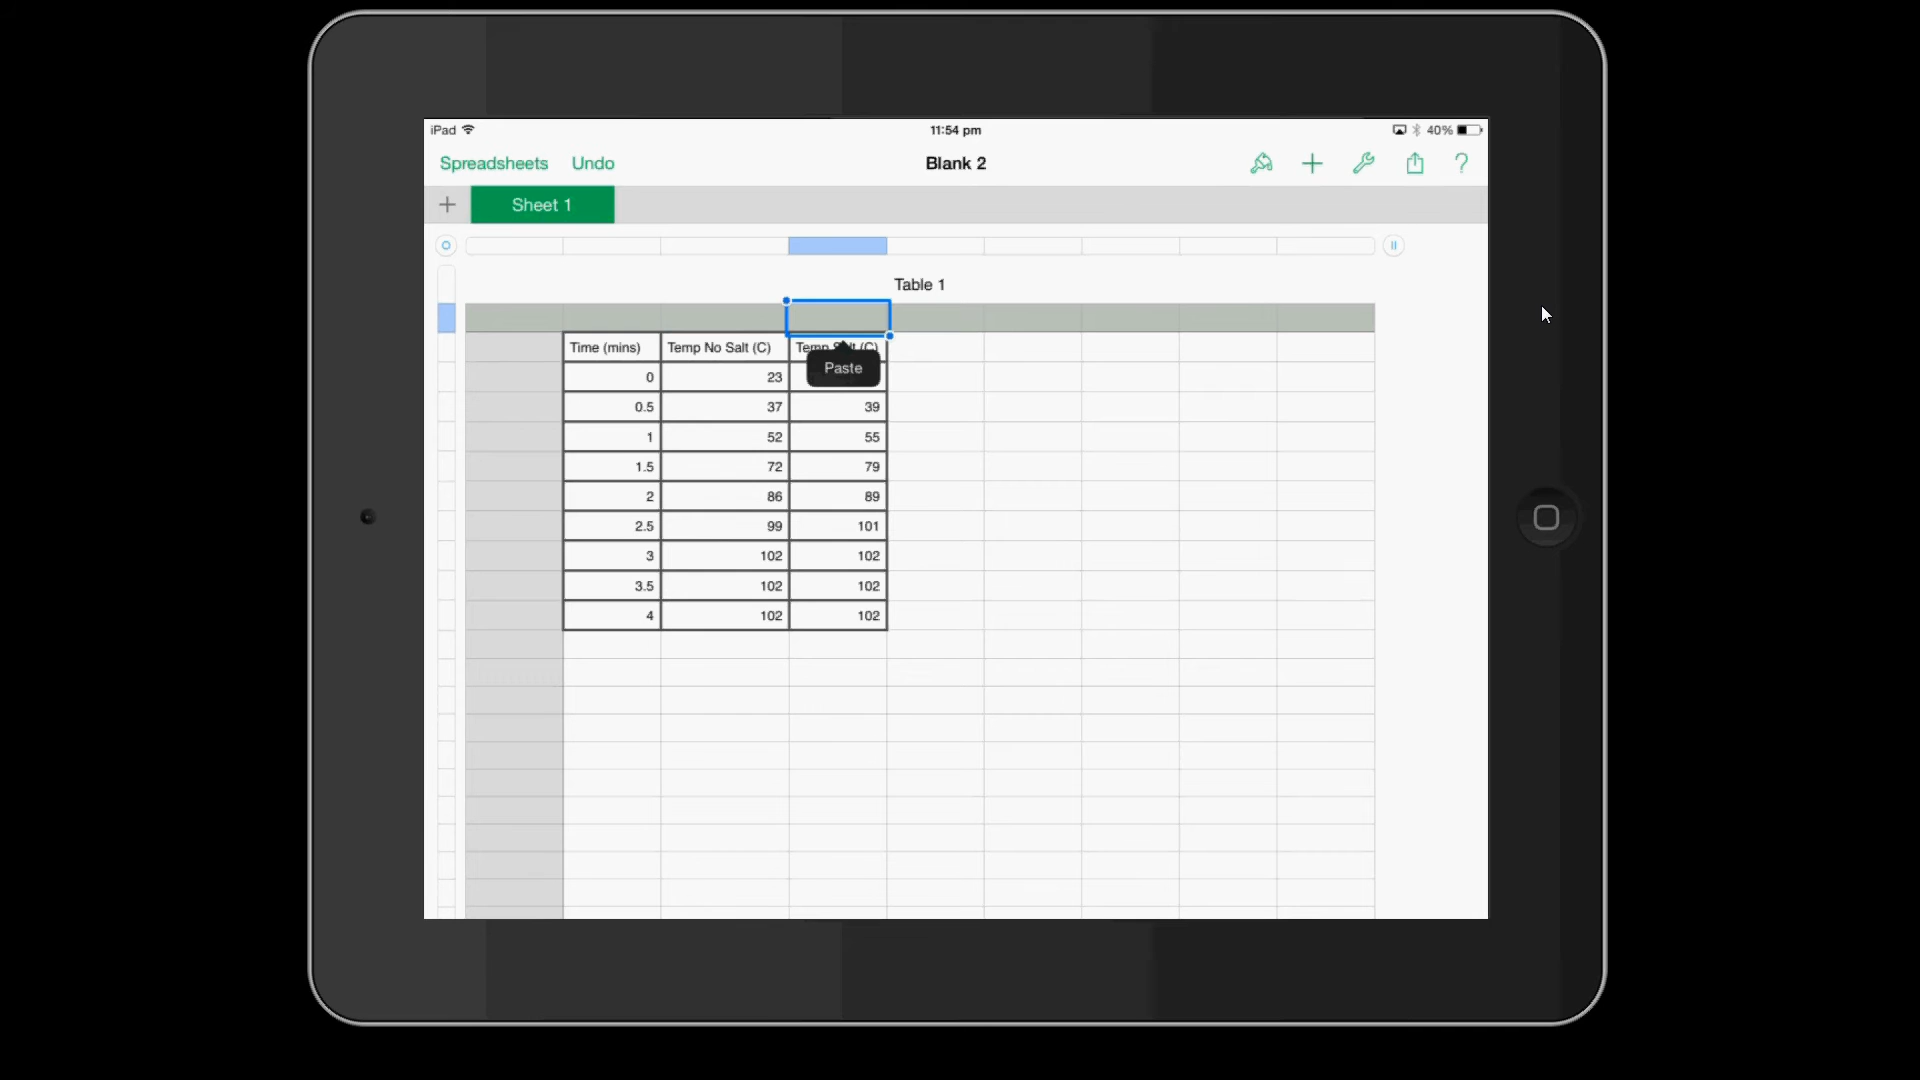 iPad 11:54 pm 40%
Spreadsheets Undo Blank 2 ?
Sheet 1
Table 1
Time (mins) Temp No Salt (C) Temp (C)
Paste
0 23
0.5 37 39
1 52 55
1.5 72 79
2 86 89
2.5 99 101
3 102 102
3.5 102 102
4 102 102